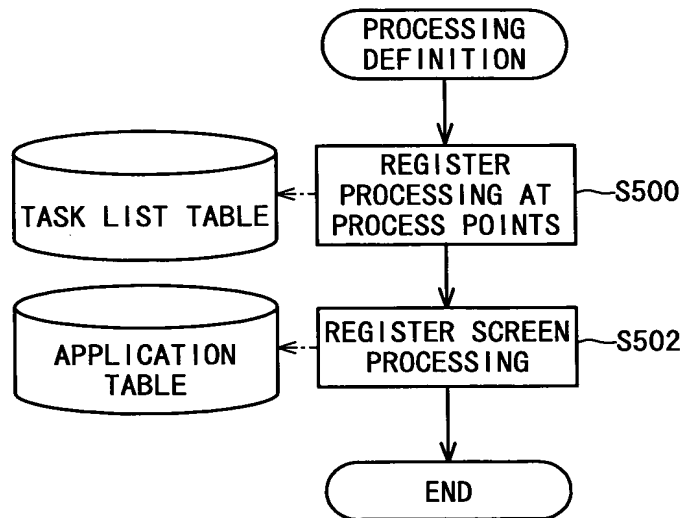 PROCESSING
DEFINITION
REGISTER
PROCESSING AT
PROCESS POINTS
S500
TASK LIST TABLE
REGISTER SCREEN
PROCESSING
S502
APPLICATION
TABLE
END